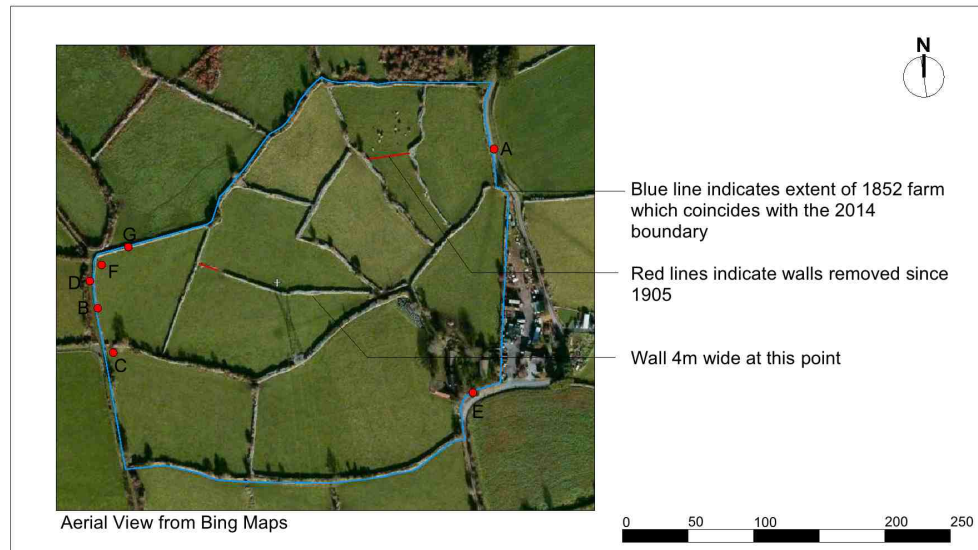 N
A
Blue line indicates extent of 1852 farm
which coincides with the 2014
boundary
G
Red lines indicate walls removed since
1905
F
D
B
Wall 4m wide at this point
C
E
Aerial View from Bing Maps
0 50 100 200 250